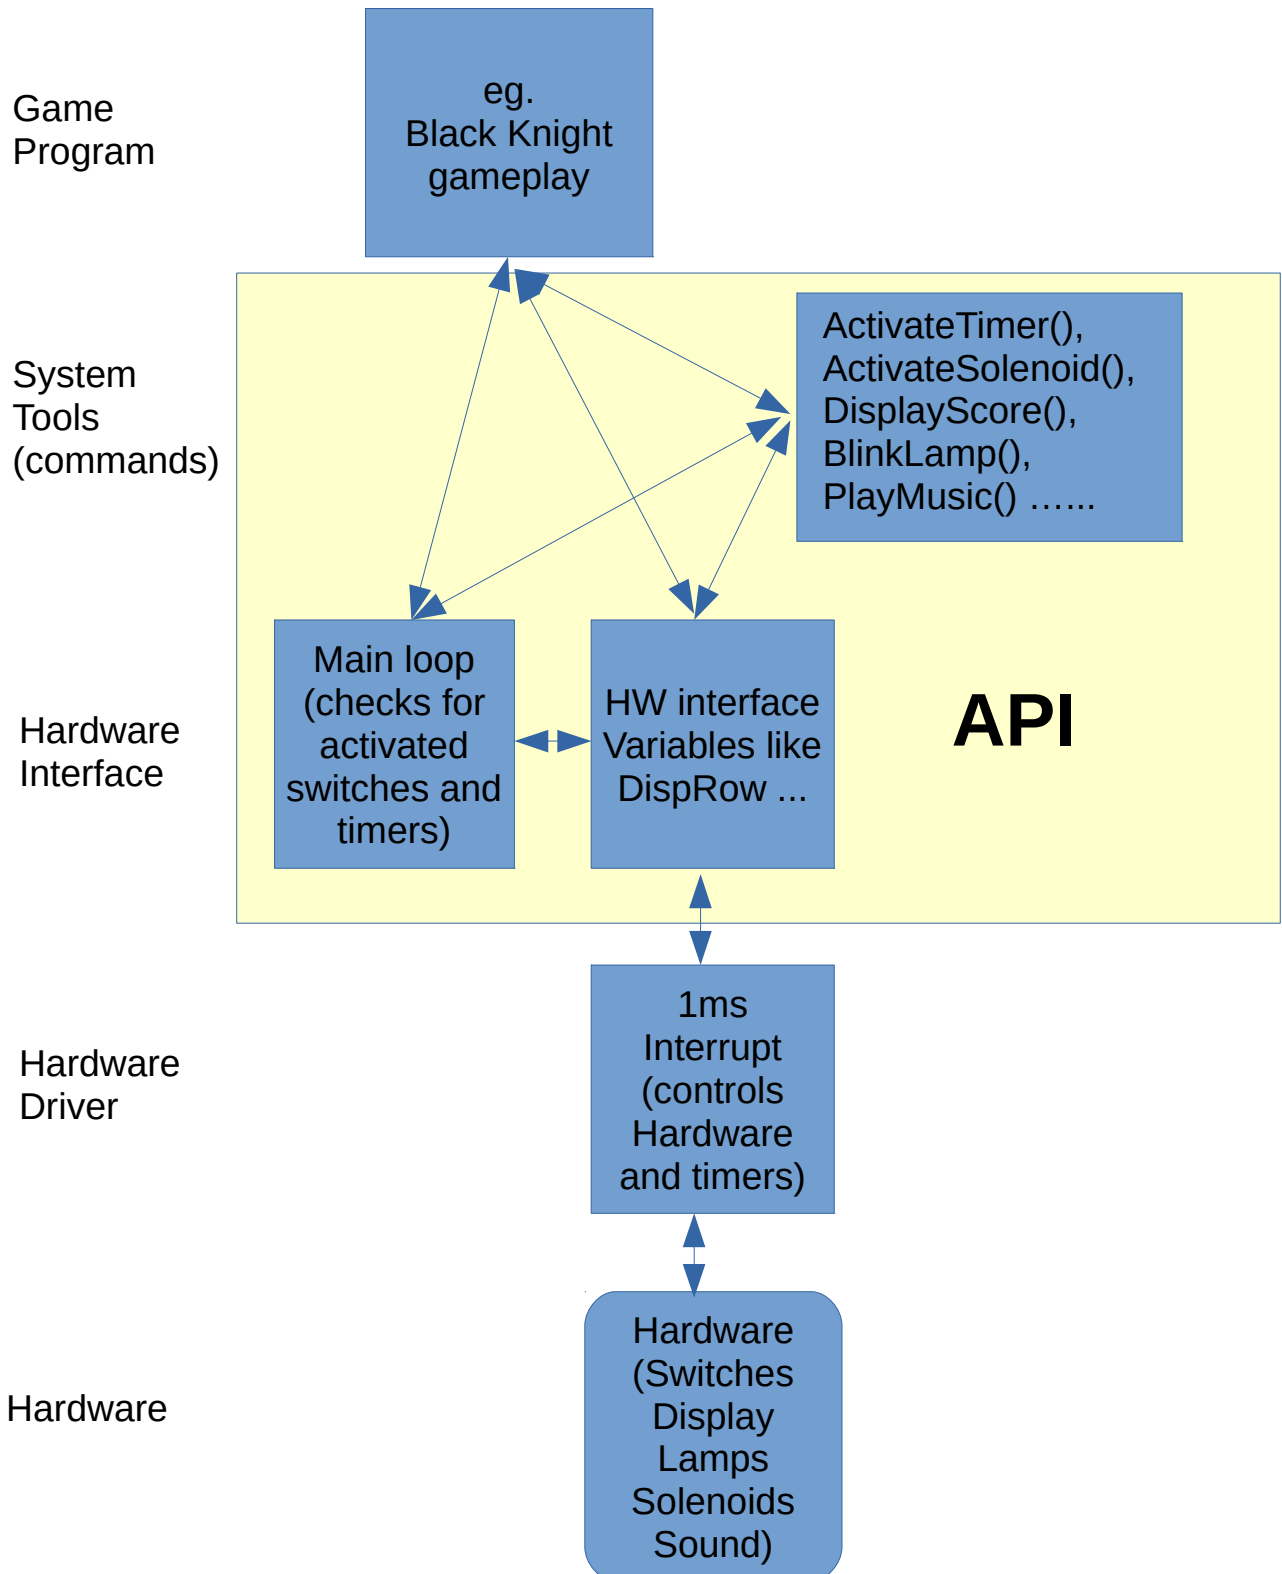 Game
Program
eg.
Black Knight
gameplay
System
Tools
(commands)
ActivateTimer(),
ActivateSolenoid(),
DisplayScore(),
BlinkLamp(),
PlayMusic() …...
Hardware
Interface
Main loop
(checks for
activated
switches and
timers)
HW interface
Variables like
DispRow ...
API
Hardware
Driver
1ms
Interrupt
(controls
Hardware
and timers)
Hardware
Hardware
(Switches
Display
Lamps
Solenoids
Sound)